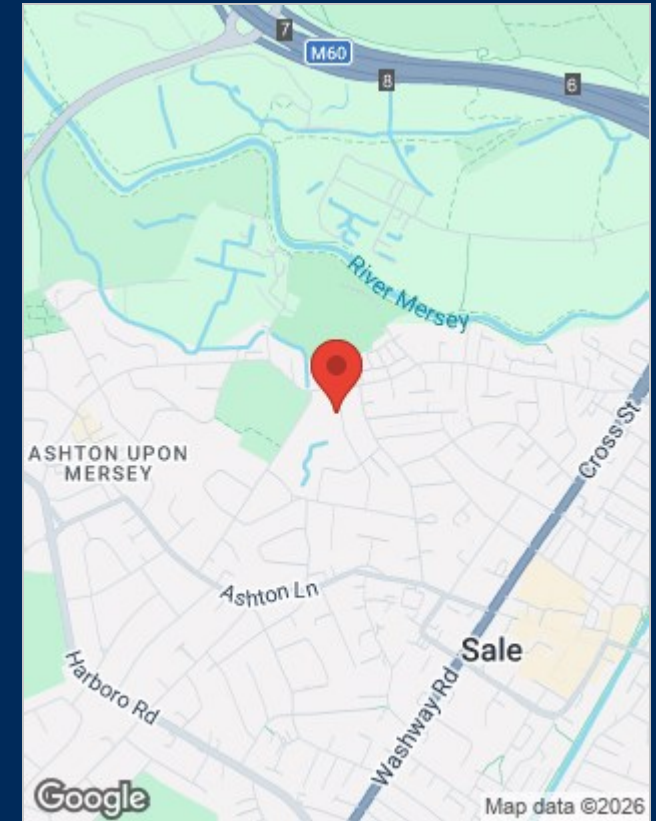 7
M60
8
6
River Mersey
Cross St
ASHTON UPON
MERSEY
Ashton Ln
Sale
Harboro Rd
Washway Rd
Google
Map data ©2026